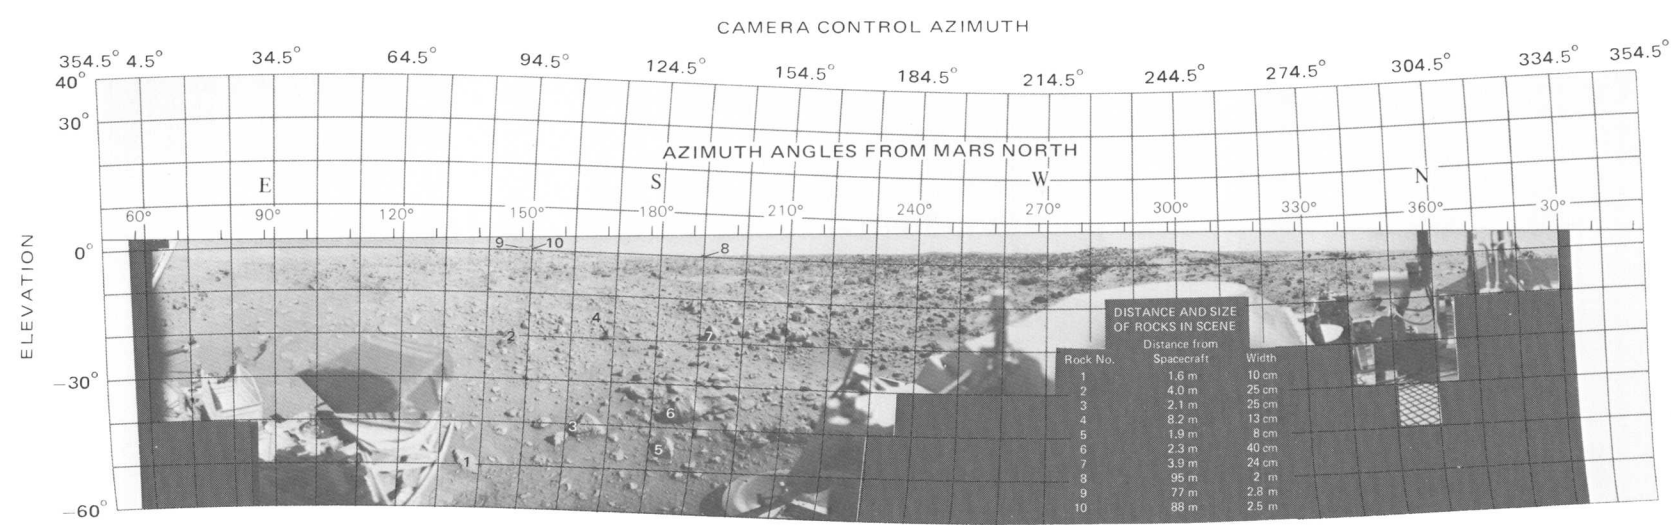 CAMERA CONTROL AZIMUTH
354.5° 4.5° 34.5° 64.5° 94.5° 124.5° 154.5° 184.5° 214.5° 244.5° 274.5° 304.5° 334.5° 354.5°
40°
30°
AZIMUTH ANGLES FROM MARS NORTH
E S W N
60° 90° 120° 150° 180° 210° 240° 270° 300° 330° 360° 30°
ELEVATION
0°
9 10 8
4
2 7
-30°
6
3
5
1
-60°
DISTANCE AND SIZE
OF ROCKS IN SCENE
Distance from
Rock No. Spacecraft Width
1 1.6 m 10 cm
2 4.0 m 25 cm
3 2.1 m 25 cm
4 8.2 m 13 cm
5 1.9 m 8 cm
6 2.3 m 40 cm
7 3.9 m 24 cm
8 95 m 2 m
9 77 m 2.8 m
10 88 m 2.5 m